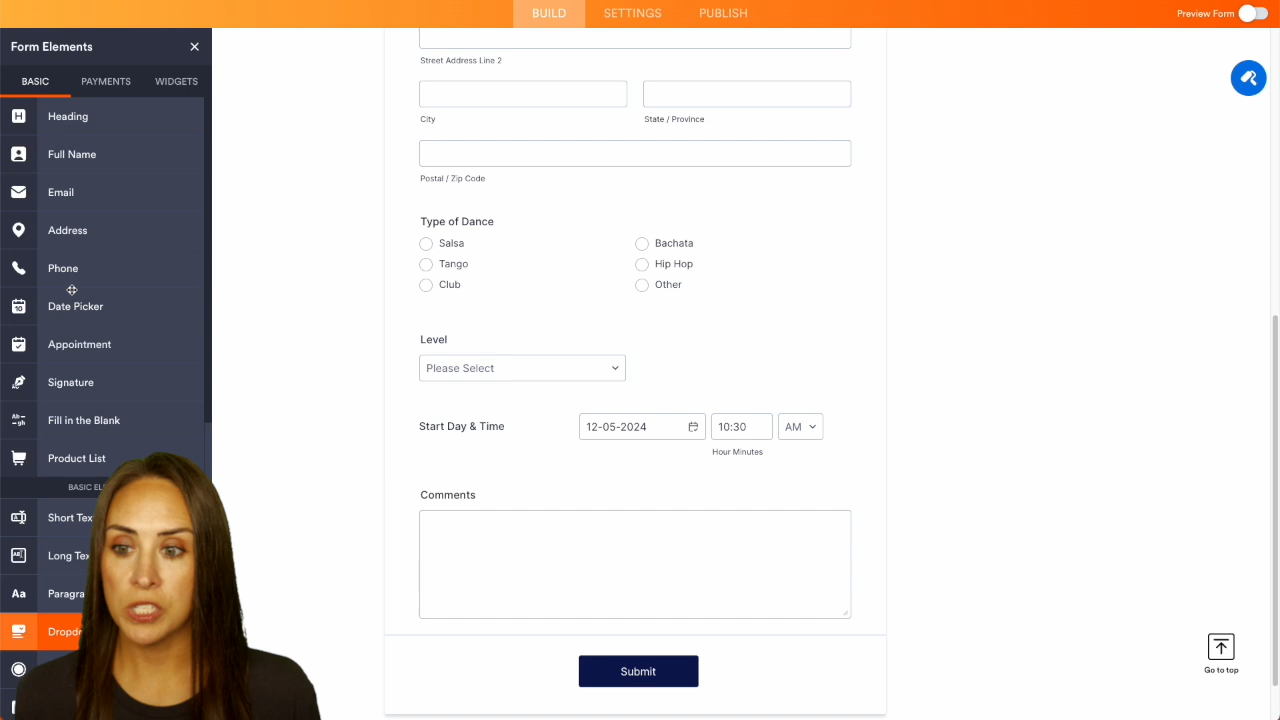 BUILD SETTINGS PUBLISH
Preview Form
Form Elements
BASIC PAYMENTS WIDGETS
Heading
Full Name
Email
Address
Phone
Date Picker
Appointment
Signature
Fill in the Blank
Product List
BASIC
Short
Long
Street Address Line 2
City State / Province
Postal / Zip Code
Type of Dance
Salsa Bachata
Tango Hip Hop
Club Other
Level
Please Select
Start Day & Time 12-05-2024 10:30 AM
Hour Minutes
Comments
Submit
Go to top